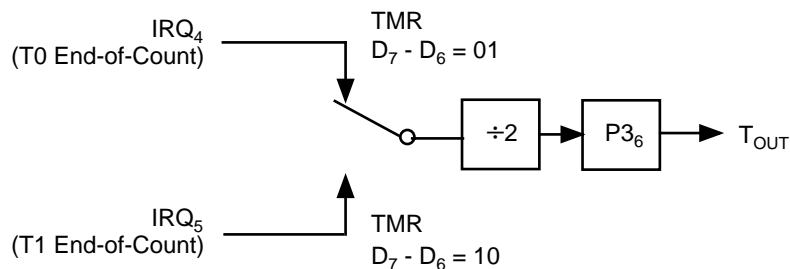 IRQ₄
(T0 End-of-Count)
TMR
D₇ - D₆ = 01
÷2
P3₆
T_OUT
IRQ₅
(T1 End-of-Count)
TMR
D₇ - D₆ = 10